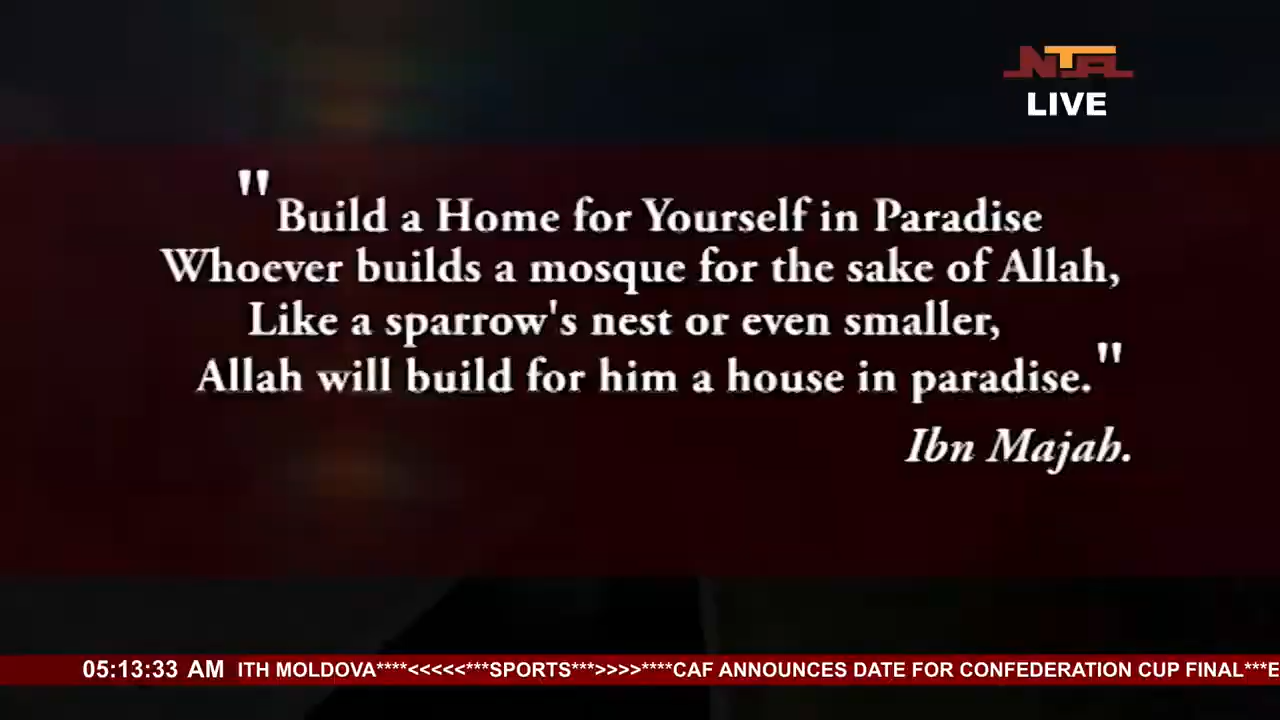 NTA
LIVE
"Build a Home for Yourself in Paradise
Whoever builds a mosque for the sake of Allah,
Like a sparrow's nest or even smaller,
Allah will build for him a house in paradise."
Ibn Majah.
05:13:33 AM ITH MOLDOVA****<<<<<***SPORTS***>>>>****CAF ANNOUNCES DATE FOR CONFEDERATION CUP FINAL***E